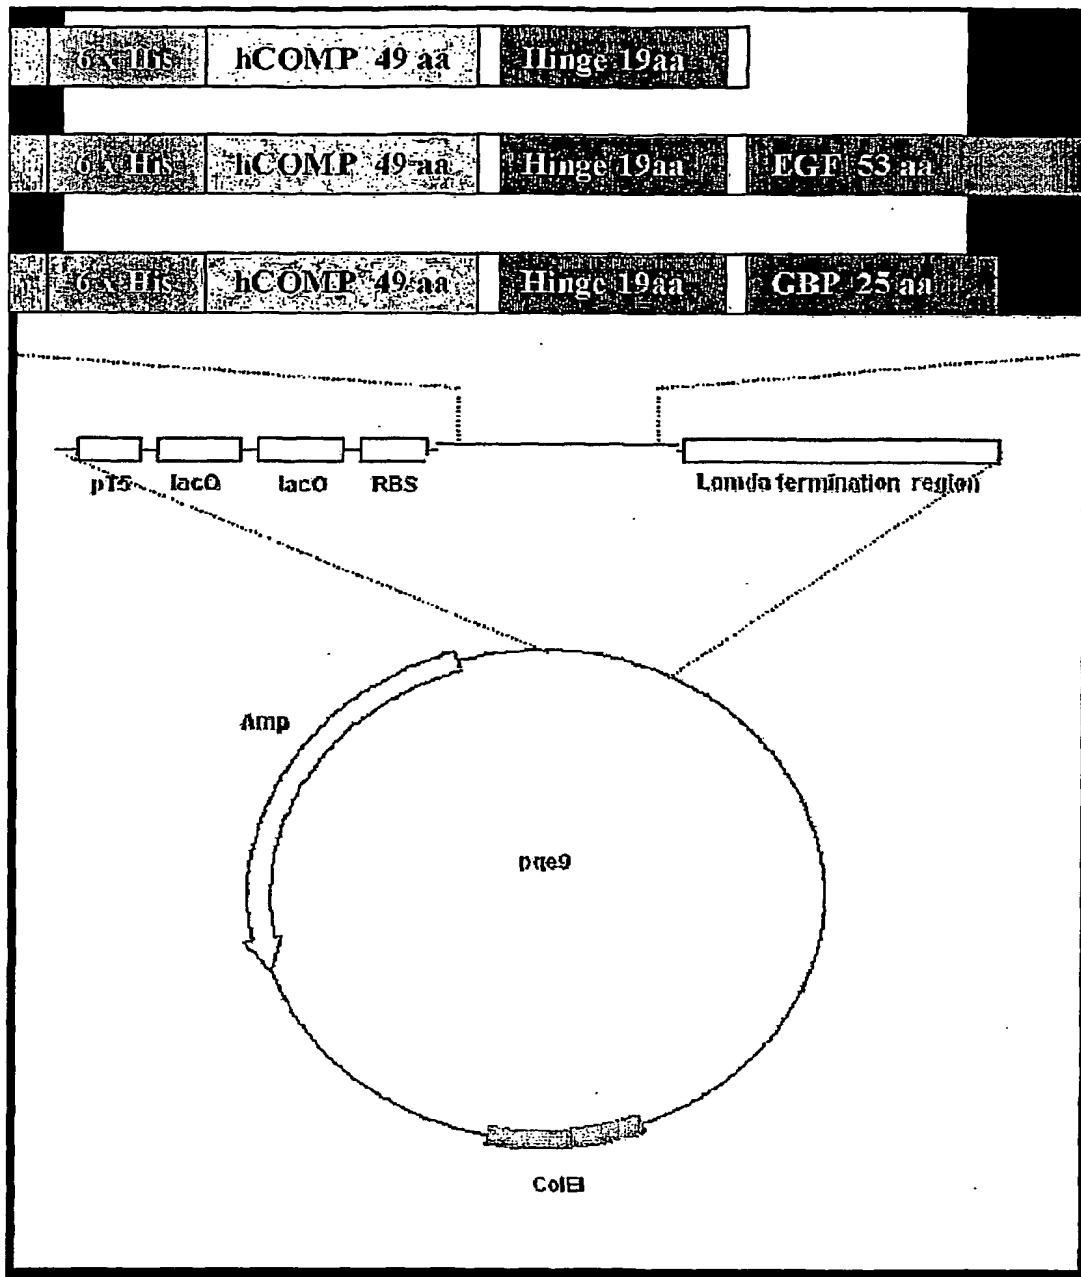 6 x His hCOMP 49 aa Hinge 19aa
6 x His hCOMP 49 aa Hinge 19aa EGF 53 aa
6 x His hCOMP 49 aa Hinge 19aa GBP 25 aa
pT5 lacO lacO RBS Lamda termination region
Amp
pqe9
ColEI